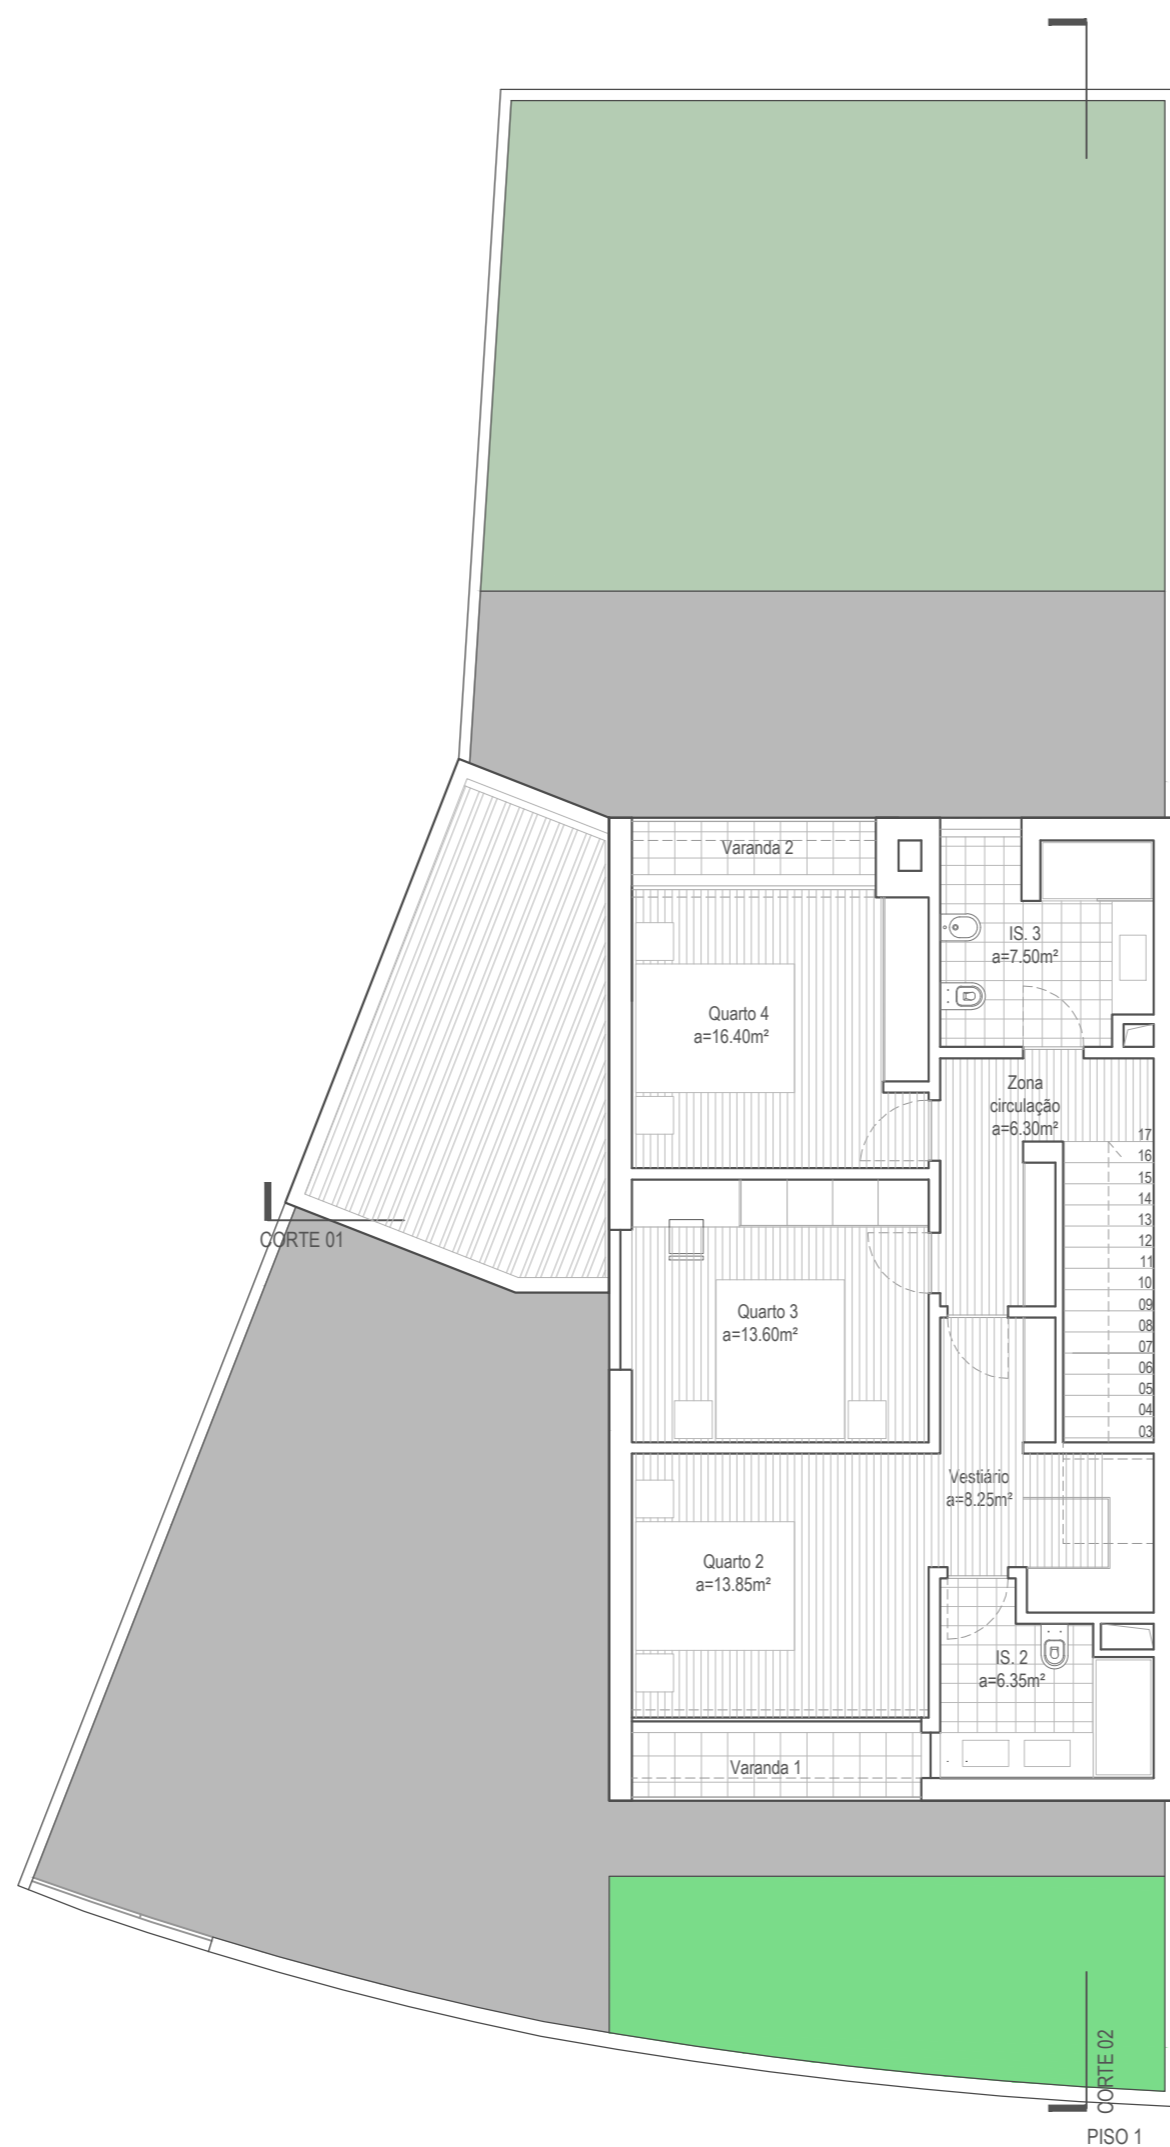 Varanda 2
IS. 3
a=7.50m²
Quarto 4
a=16.40m²
Zona
circulação
a=6.30m²
17
16
15
14
13
12
11
10
09
08
07
06
05
04
03
CORTE 01
Quarto 3
a=13.60m²
Vestiário
a=8.25m²
Quarto 2
a=13.85m²
IS. 2
a=6.35m²
Varanda 1
CORTE 02
PISO 1